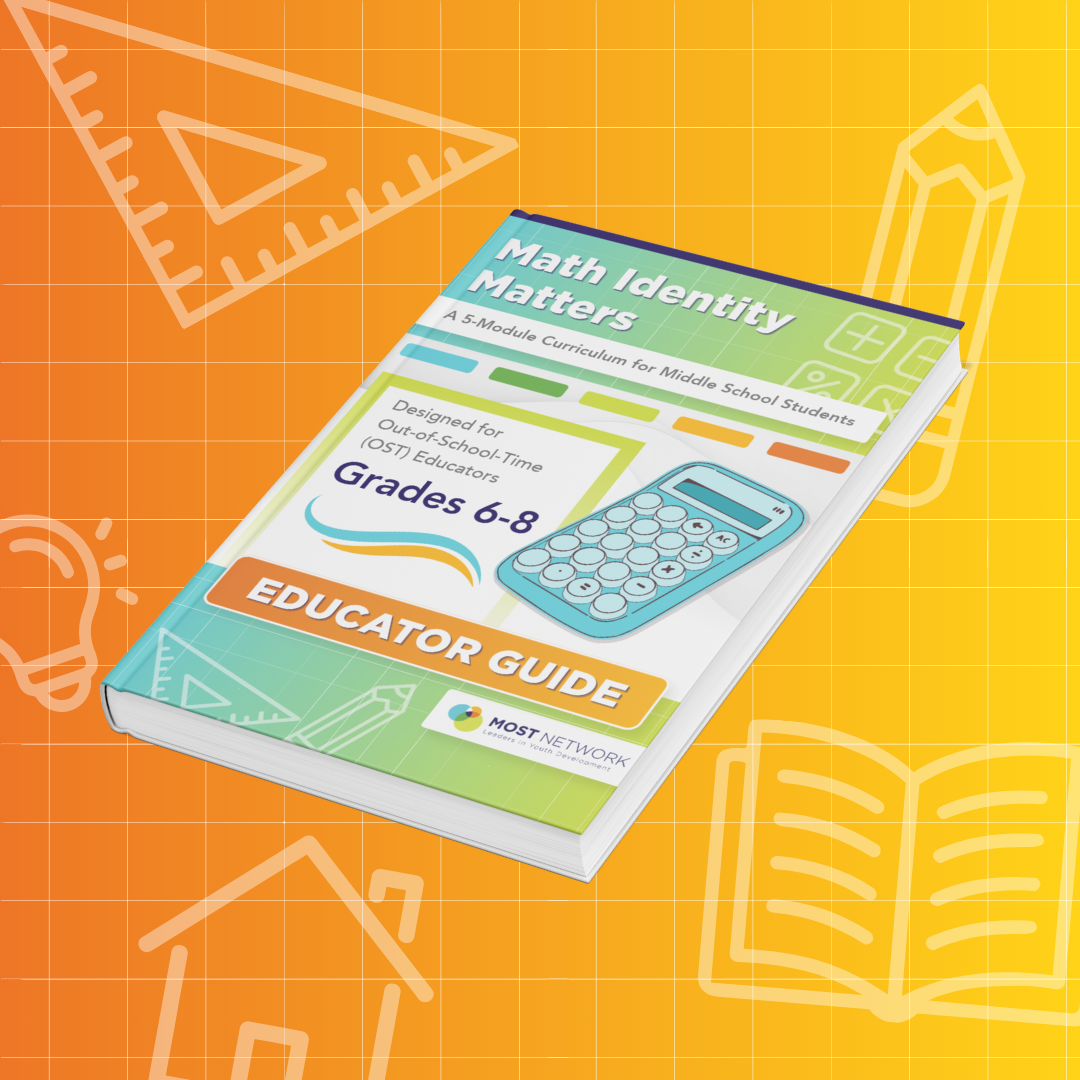 Math Identity
Matters
A 5-Module Curriculum for Middle School Students
Designed for
Out-of-School-Time
(OST) Educators
Grades 6-8
AC
EDUCATOR GUIDE
MOST NETWORK
Leaders in Youth Development